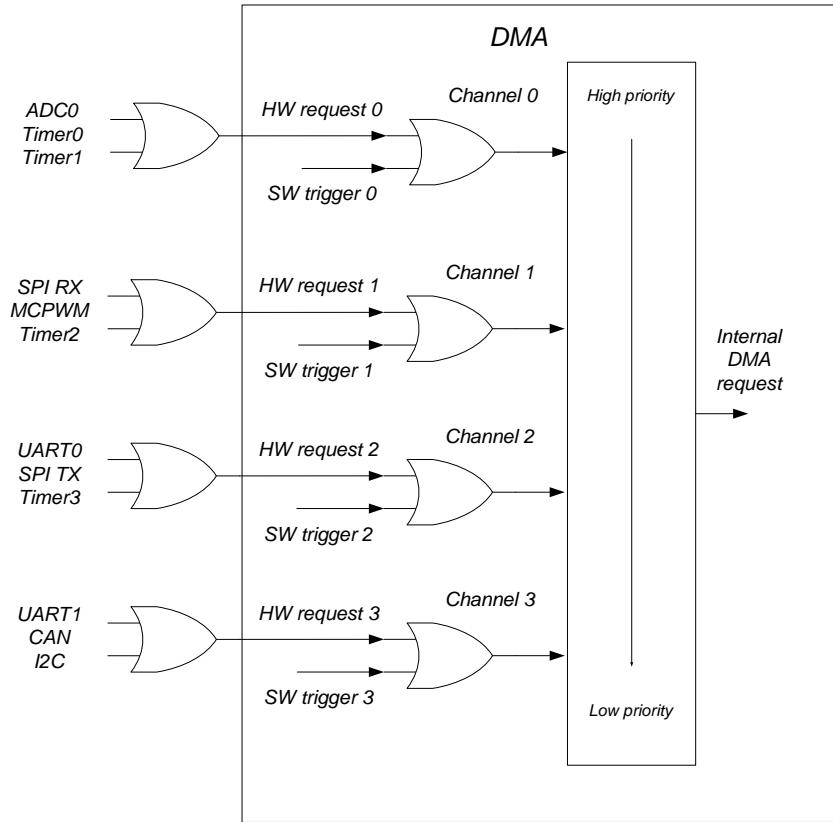 DMA
High priority
ADC0
Timer0
Timer1
HW request 0
Channel 0
SW trigger 0
SPI RX
MCPWM
Timer2
HW request 1
Channel 1
SW trigger 1
Internal
DMA
request
UART0
SPI TX
Timer3
HW request 2
Channel 2
SW trigger 2
UART1
CAN
I2C
HW request 3
Channel 3
SW trigger 3
Low priority